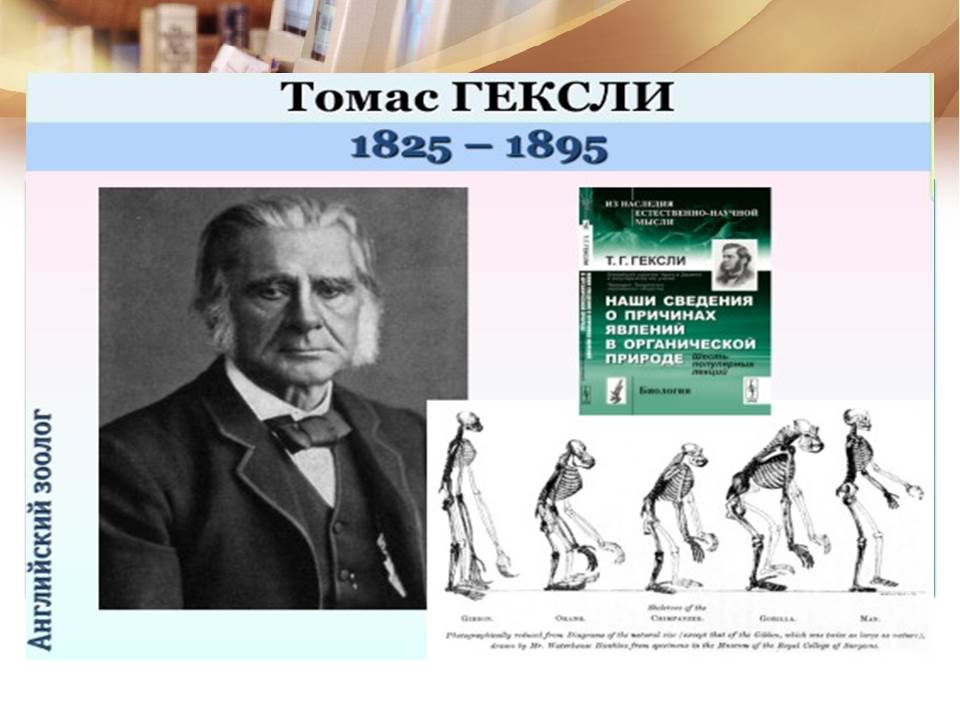 Томас ГЕКСЛИ
1825 – 1895
Английский зоолог
ИЗ НАСЛЕДИЯ
ЕСТЕСТВЕННО-НАУЧНОЙ
МЫСЛИ
Т. Г. ГЕКСЛИ
НАШИ СВЕДЕНИЯ
О ПРИЧИНАХ
ЯВЛЕНИЙ
В ОРГАНИЧЕСКОЙ
ПРИРОДЕ
Шесть
популярных
лекций
Биология
Skeletons of the
GIBBON. ORANG. CHIMPANZEE. GORILLA. MAN.
Photographically reduced from Diagrams of the natural size (except that of the Gibbon, which was twice as large as nature),
drawn by Mr. Waterhouse Hawkins from specimens in the Museum of the Royal College of Surgeons.